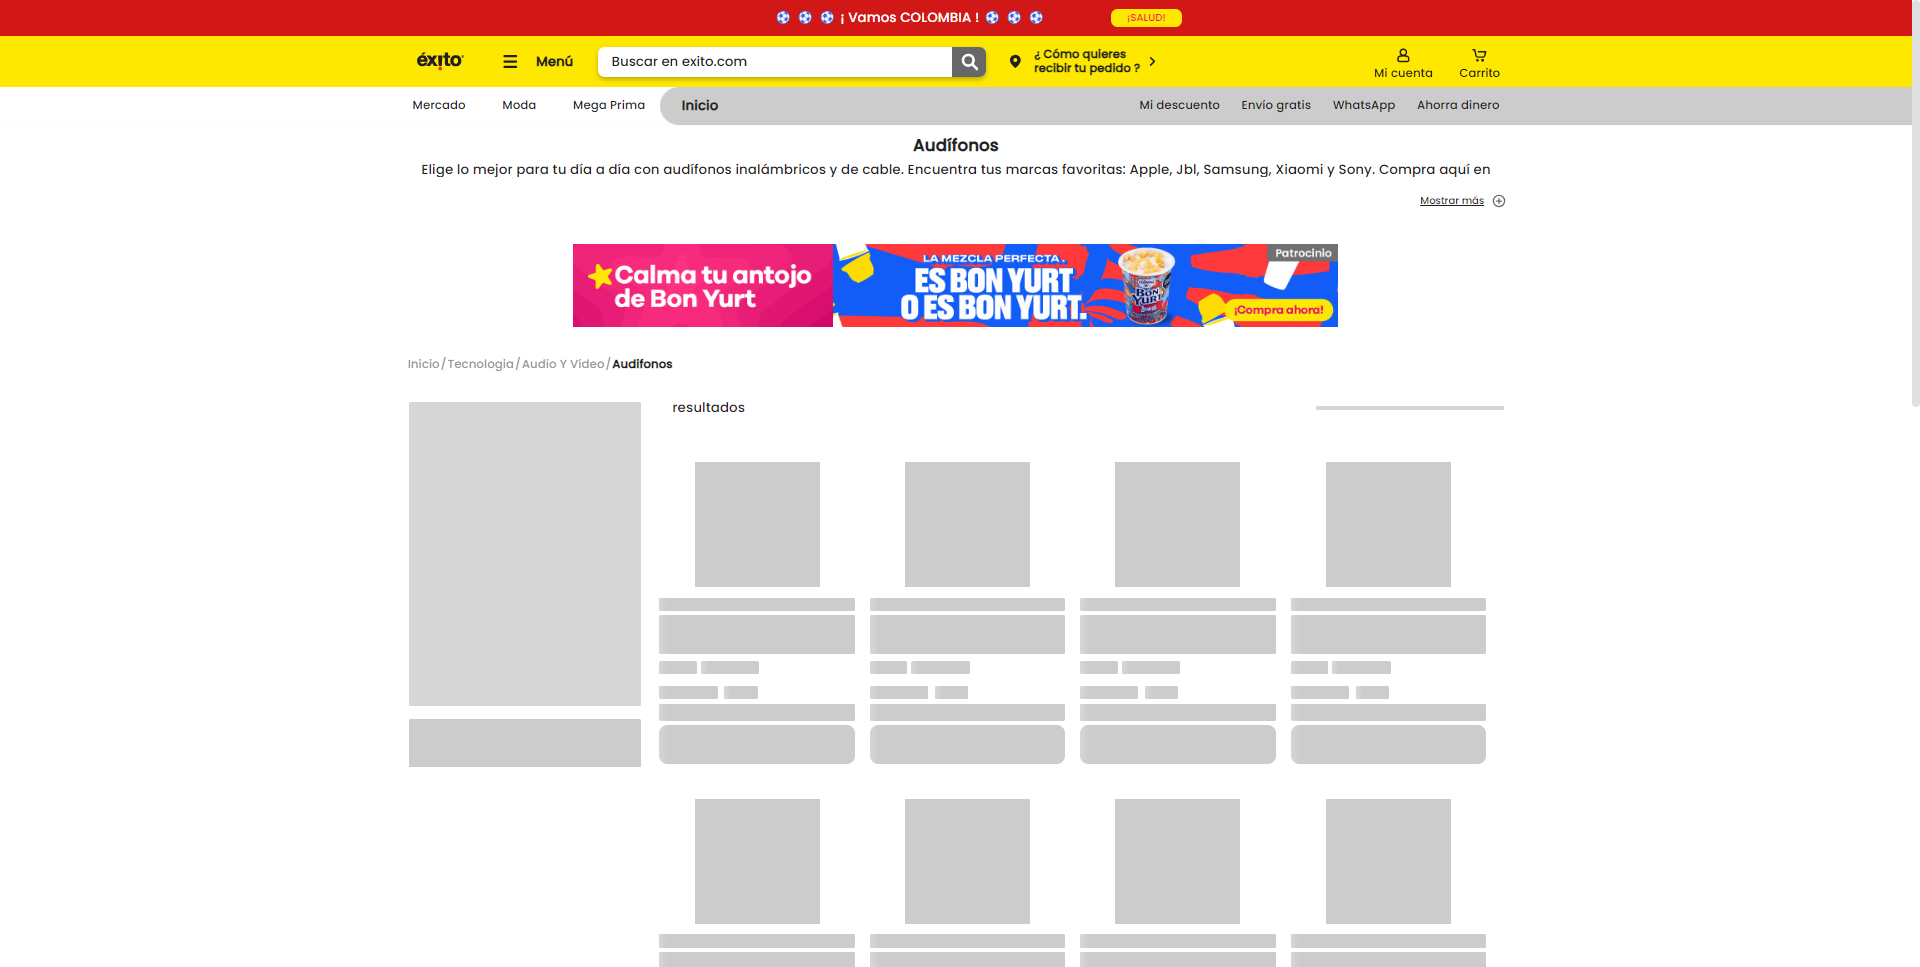 ¡ Vamos COLOMBIA !
¡SALUD!
éxito
Menú
Buscar en exito.com
¿ Cómo quieres
recibir tu pedido ?
Mi cuenta
Carrito
Mercado
Moda
Mega Prima
Inicio
Mi descuento
Envío gratis
WhatsApp
Ahorra dinero
Audífonos
Elige lo mejor para tu día a día con audífonos inalámbricos y de cable. Encuentra tus marcas favoritas: Apple, Jbl, Samsung, Xiaomi y Sony. Compra aquí en
Mostrar más
Calma tu antojo
de Bon Yurt
LA MEZCLA PERFECTA.
ES BON YURT
O ES BON YURT.
BON
YURT
Patrocinio
¡Compra ahora!
Inicio/Tecnologia/Audio Y Vídeo/Audifonos
resultados